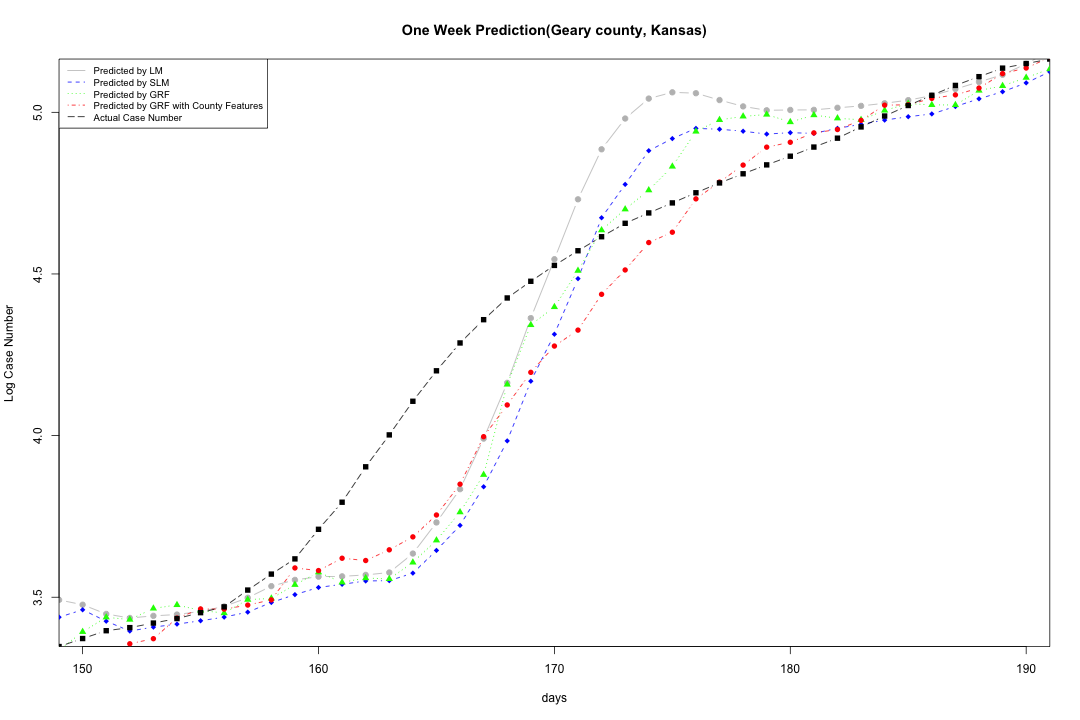 One Week Prediction(Geary county, Kansas)
Predicted by LM
Predicted by SLM
Predicted by GRF
Predicted by GRF with County Features
Actual Case Number
5.0
4.5
4.0
3.5
Log Case Number
150 160 170 180 190
days